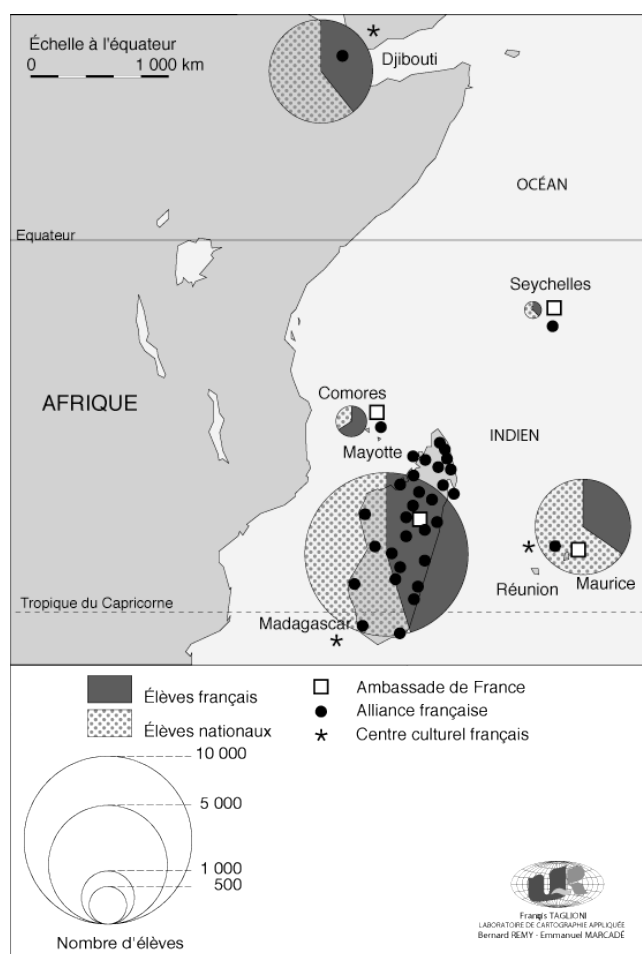 Échelle à l'équateur
0 1 000 km
Djibouti
OCÉAN
Equateur
Seychelles
AFRIQUE
Comores
INDIEN
Mayotte
Réunion
Maurice
Tropique du Capricorne
Madagascar
Élèves français
Élèves nationaux
Ambassade de France
Alliance française
Centre culturel français
10 000
5 000
1 000
500
Nombre d'élèves
Françis TAGLIONI
LABORATOIRE DE CARTOGRAPHIE APPLIQUÉE
Bernard REMY - Emmanuel MARCADÉ